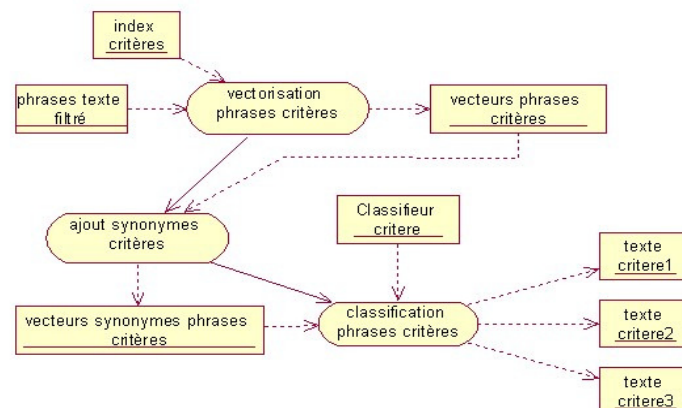 index
critères
phrases texte
filtré
vectorisation
phrases critères
vecteurs phrases
critères
ajout synonymes
critères
Classifieur
critere
vecteurs synonymes phrases
critères
classification
phrases critères
texte
critere1
texte
critere2
texte
critere3